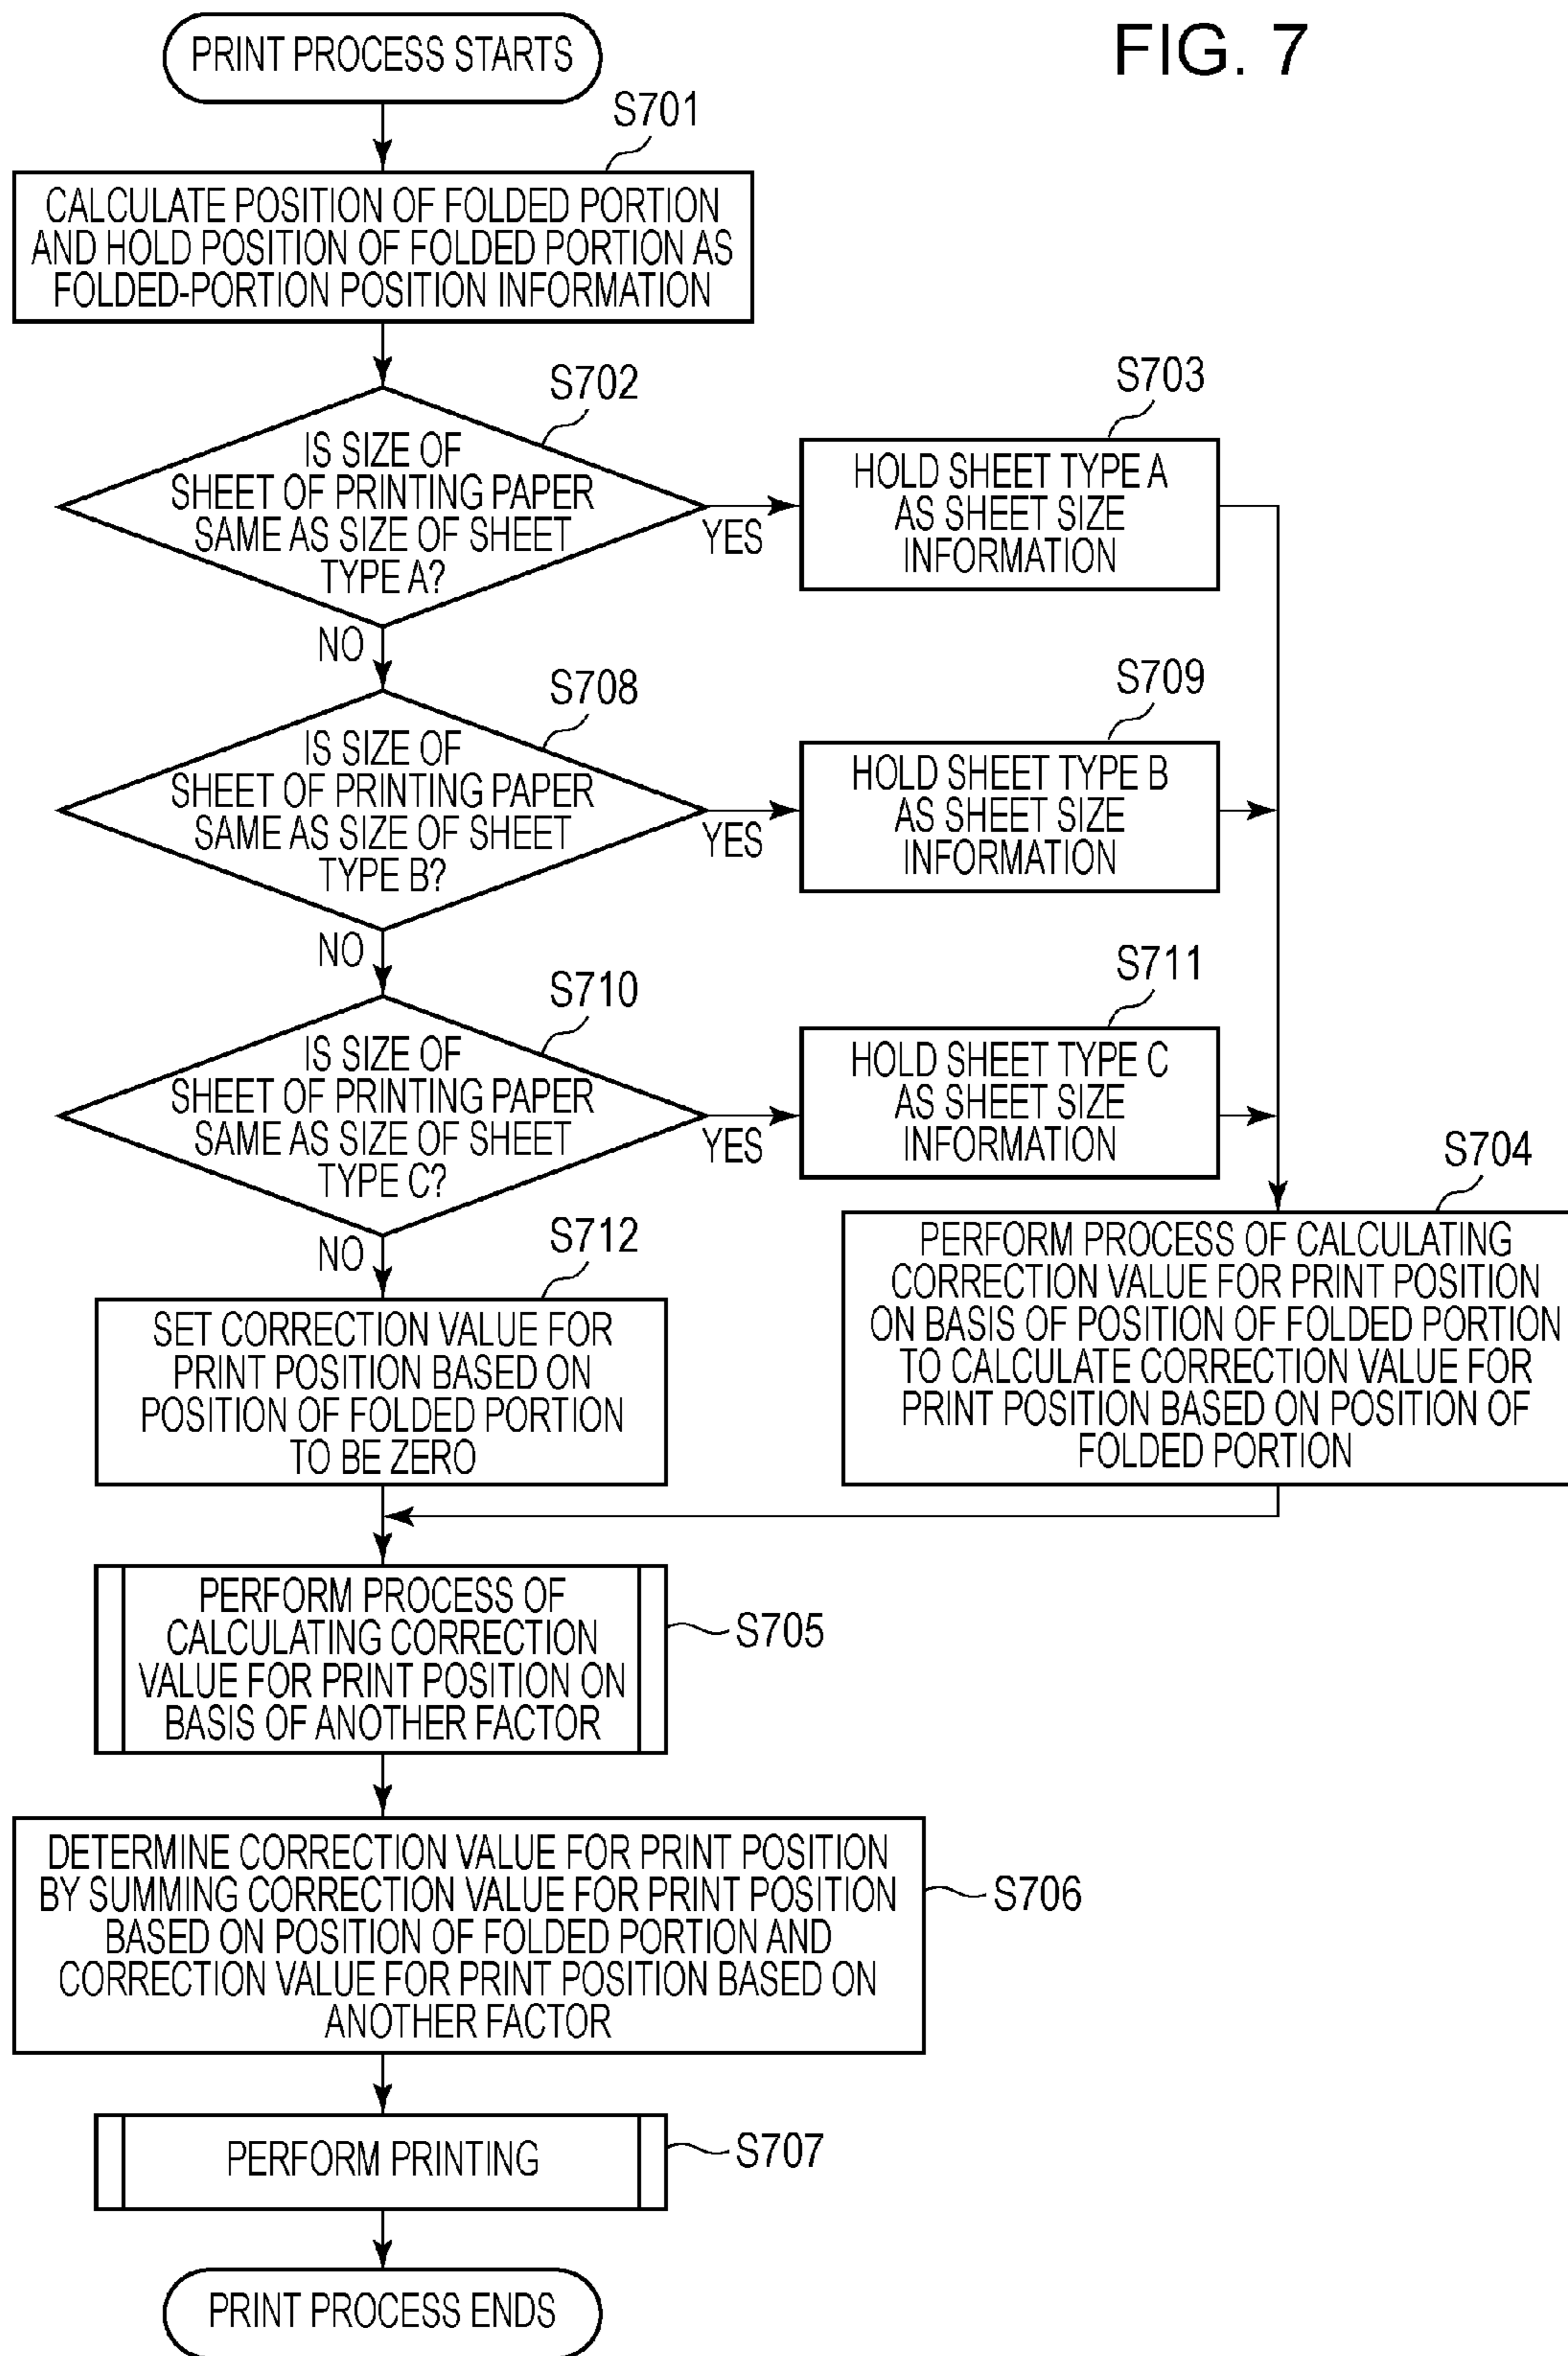 FIG. 7
PRINT PROCESS STARTS
S701
CALCULATE POSITION OF FOLDED PORTION
AND HOLD POSITION OF FOLDED PORTION AS
FOLDED-PORTION POSITION INFORMATION
S702
IS SIZE OF
SHEET OF PRINTING PAPER
SAME AS SIZE OF SHEET
TYPE A?
YES
NO
S703
HOLD SHEET TYPE A
AS SHEET SIZE
INFORMATION
S708
IS SIZE OF
SHEET OF PRINTING PAPER
SAME AS SIZE OF SHEET
TYPE B?
YES
NO
S709
HOLD SHEET TYPE B
AS SHEET SIZE
INFORMATION
S710
IS SIZE OF
SHEET OF PRINTING PAPER
SAME AS SIZE OF SHEET
TYPE C?
YES
NO
S711
HOLD SHEET TYPE C
AS SHEET SIZE
INFORMATION
S712
SET CORRECTION VALUE FOR
PRINT POSITION BASED ON
POSITION OF FOLDED PORTION
TO BE ZERO
S704
PERFORM PROCESS OF CALCULATING
CORRECTION VALUE FOR PRINT POSITION
ON BASIS OF POSITION OF FOLDED PORTION
TO CALCULATE CORRECTION VALUE FOR
PRINT POSITION BASED ON POSITION OF
FOLDED PORTION
PERFORM PROCESS OF
CALCULATING CORRECTION
VALUE FOR PRINT POSITION ON
BASIS OF ANOTHER FACTOR
S705
DETERMINE CORRECTION VALUE FOR PRINT POSITION
BY SUMMING CORRECTION VALUE FOR PRINT POSITION
BASED ON POSITION OF FOLDED PORTION AND
CORRECTION VALUE FOR PRINT POSITION BASED ON
ANOTHER FACTOR
S706
PERFORM PRINTING
S707
PRINT PROCESS ENDS